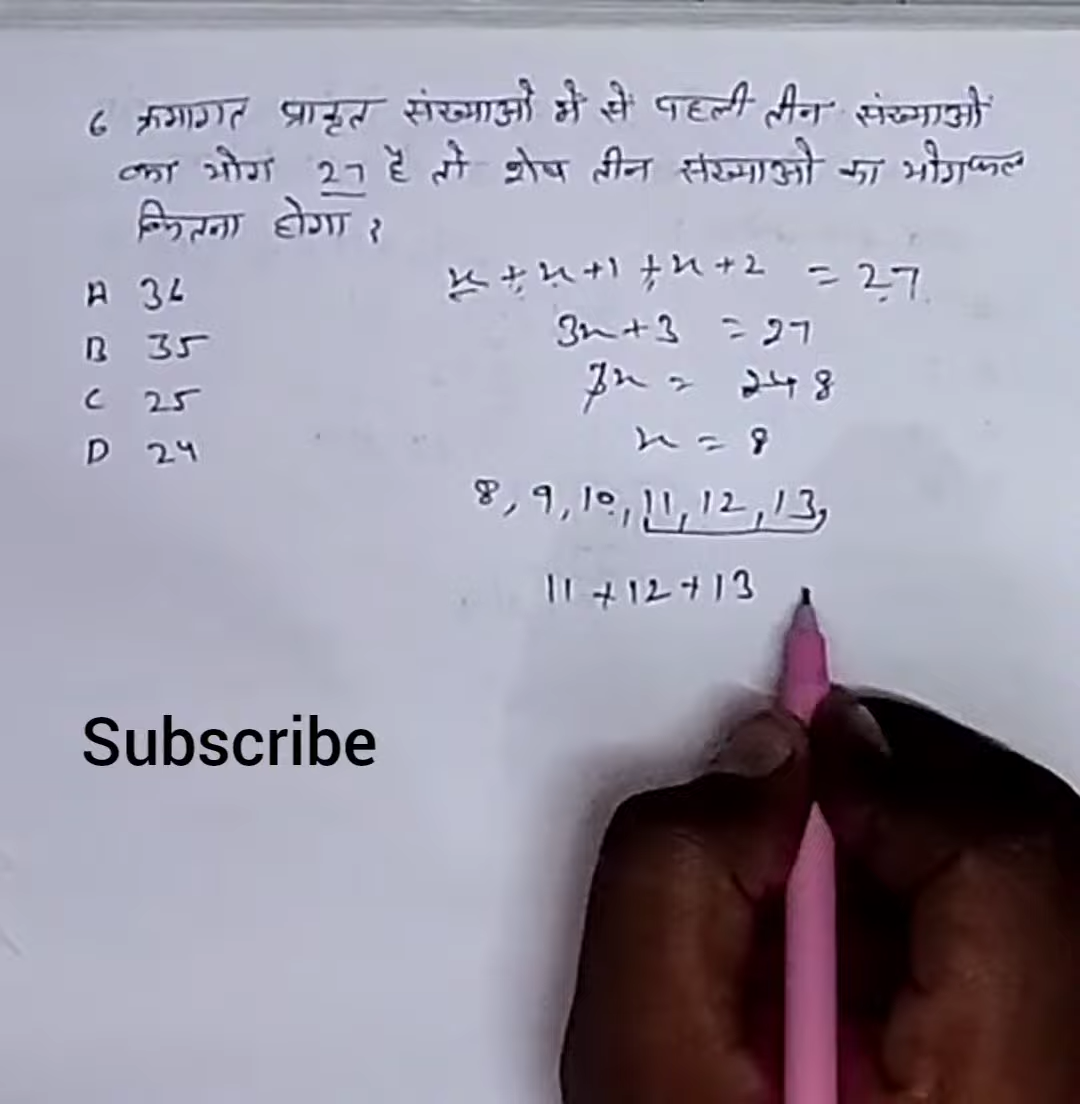 6 क्रमागत प्राकृत संख्याओ मे से पहली तीन संख्याओं
का योग 27 है तो शेष तीन संख्याओ का योगफल
कितना होगा ?
A 36
B 35
C 25
D 24
x + x + 1 + x + 2 = 27
3x + 3 = 27
3x = 24 8
x = 8
8, 9, 10, 11, 12, 13,
11 + 12 + 13
Subscribe